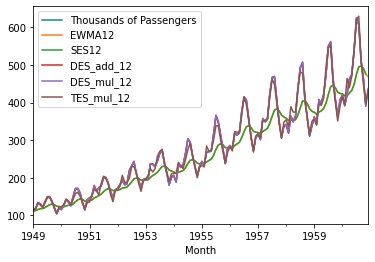 Thousands of Passengers
EWMA12
SES12
DES_add_12
DES_mul_12
TES_mul_12
600
500
400
300
200
100
1949
1951
1953
1955
1957
1959
Month